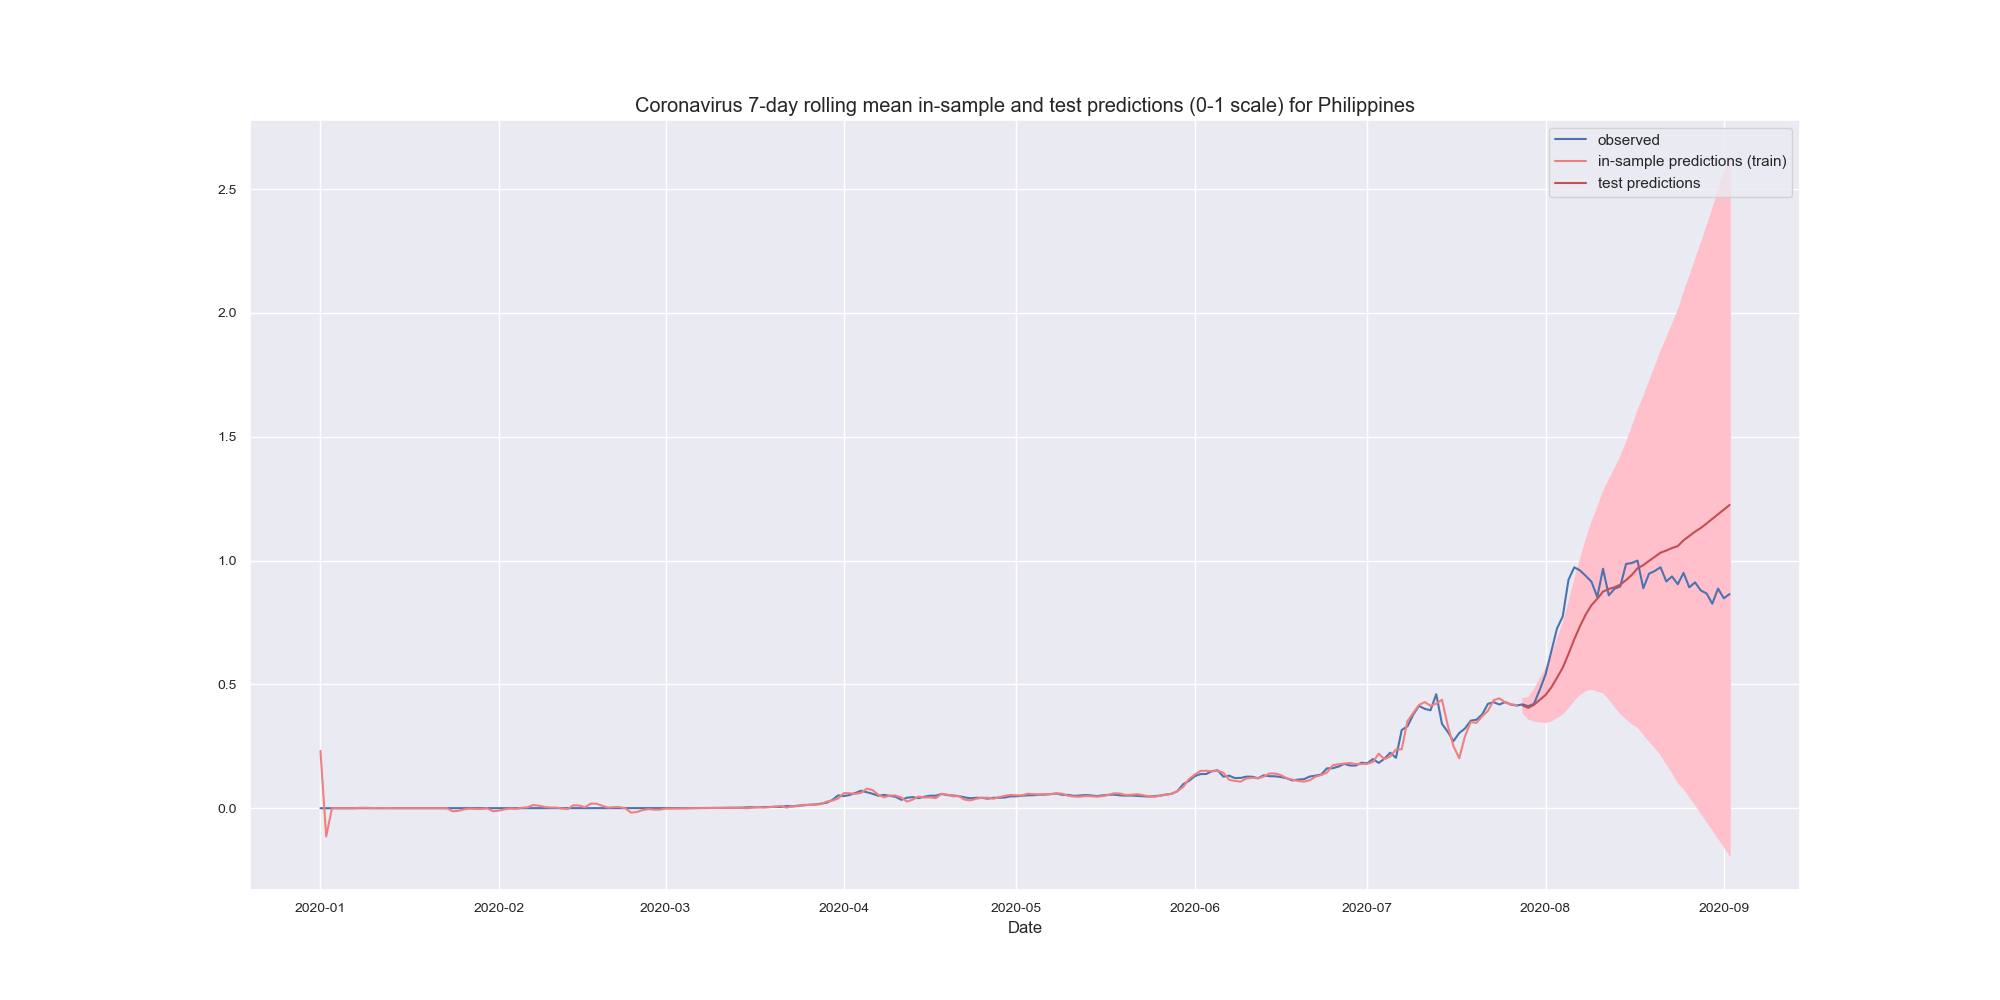 Coronavirus 7-day rolling mean in-sample and test predictions (0-1 scale) for Philippines
observed
in-sample predictions (train)
test predictions
2.5
2.0
1.5
1.0
0.5
0.0
2020-01 2020-02 2020-03 2020-04 2020-05 2020-06 2020-07 2020-08 2020-09
Date